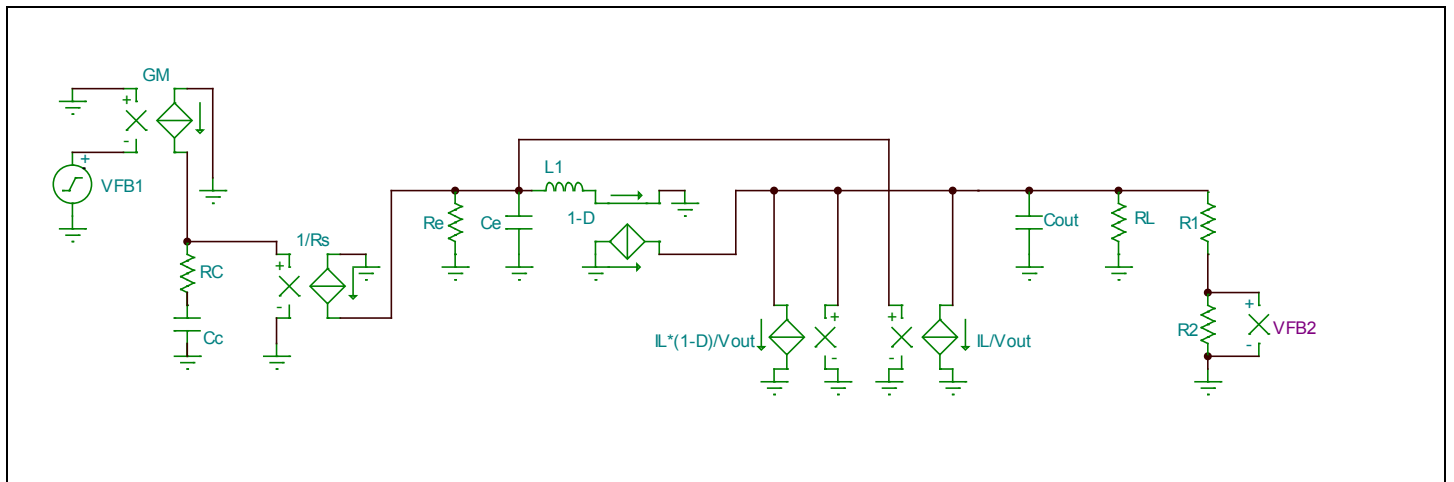 GM
VFB1
RC
Cc
1/Rs
Re
Ce
L1
1-D
IL*(1-D)/Vout
IL/Vout
Cout
RL
R1
R2
VFB2